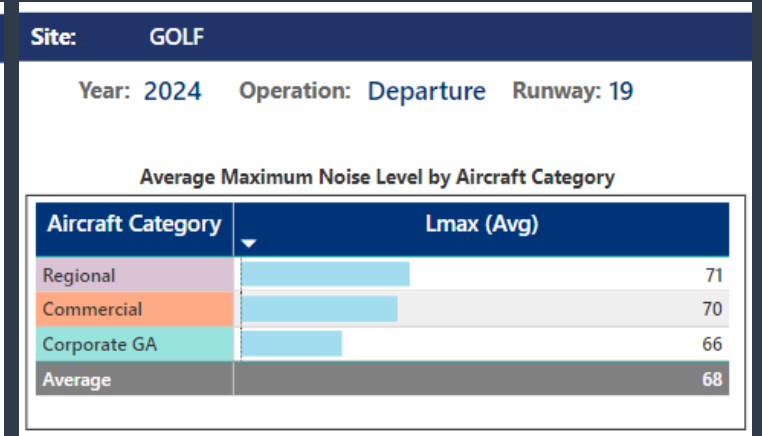 Site: GOLF
Year: 2024 Operation: Departure Runway: 19
Average Maximum Noise Level by Aircraft Category
Aircraft Category Lmax (Avg)
Regional 71
Commercial 70
Corporate GA 66
Average 68